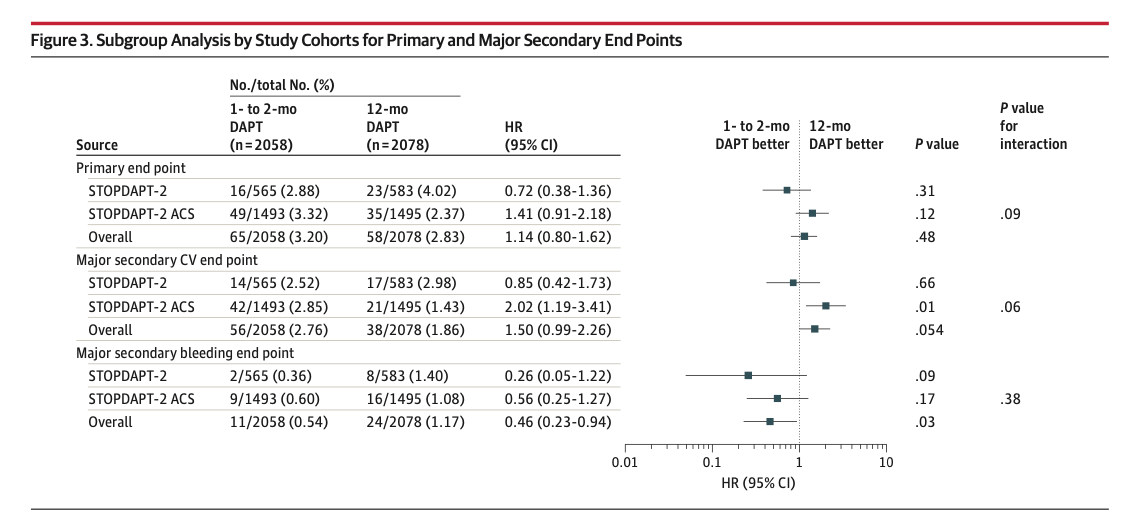 Figure 3. Subgroup Analysis by Study Cohorts for Primary and Major Secondary End Points
No./total No. (%)
Source
1- to 2-mo
DAPT
(n=2058)
12-mo
DAPT
(n=2078)
HR
(95% CI)
1- to 2-mo
DAPT better
12-mo
DAPT better
P value
P value
for
interaction
Primary end point
STOPDAPT-2 16/565 (2.88) 23/583 (4.02) 0.72 (0.38-1.36) .31
STOPDAPT-2 ACS 49/1493 (3.32) 35/1495 (2.37) 1.41 (0.91-2.18) .12 .09
Overall 65/2058 (3.20) 58/2078 (2.83) 1.14 (0.80-1.62) .48
Major secondary CV end point
STOPDAPT-2 14/565 (2.52) 17/583 (2.98) 0.85 (0.42-1.73) .66
STOPDAPT-2 ACS 42/1493 (2.85) 21/1495 (1.43) 2.02 (1.19-3.41) .01 .06
Overall 56/2058 (2.76) 38/2078 (1.86) 1.50 (0.99-2.26) .054
Major secondary bleeding end point
STOPDAPT-2 2/565 (0.36) 8/583 (1.40) 0.26 (0.05-1.22) .09
STOPDAPT-2 ACS 9/1493 (0.60) 16/1495 (1.08) 0.56 (0.25-1.27) .17 .38
Overall 11/2058 (0.54) 24/2078 (1.17) 0.46 (0.23-0.94) .03
0.01 0.1 1 10
HR (95% CI)